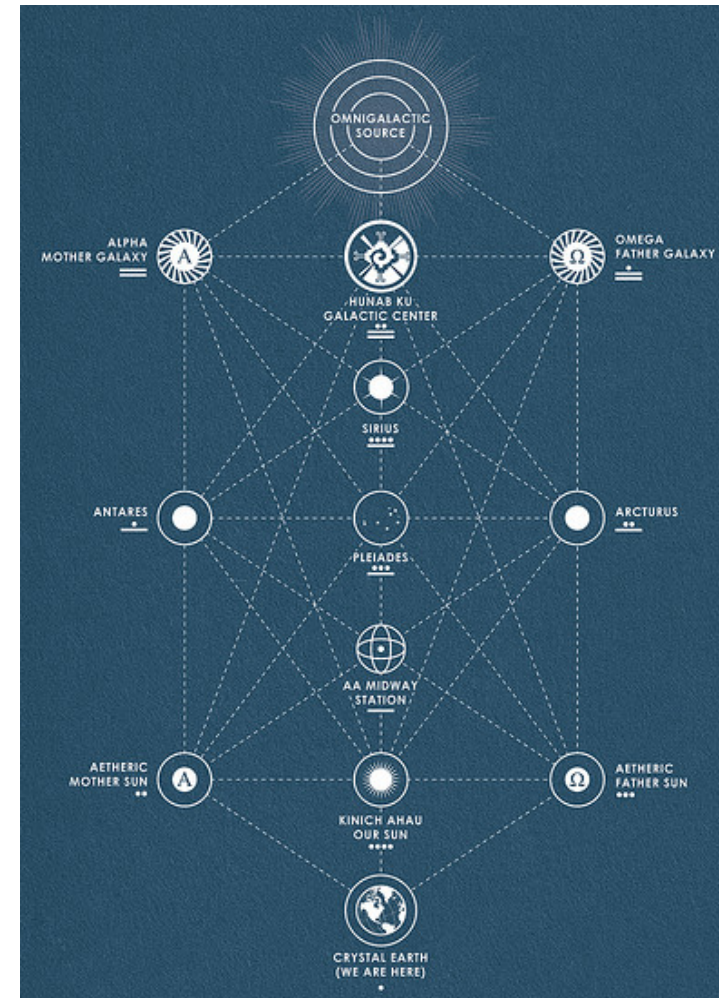 OMNIGALACTIC
SOURCE
ALPHA
MOTHER GALAXY
A
HUNAB KU
GALACTIC CENTER
Ω
OMEGA
FATHER GALAXY
SIRIUS
ANTARES
PLEIADES
ARCTURUS
AA MIDWAY
STATION
AETHERIC
MOTHER SUN
A
KINICH AHAU
OUR SUN
Ω
AETHERIC
FATHER SUN
CRYSTAL EARTH
(WE ARE HERE)